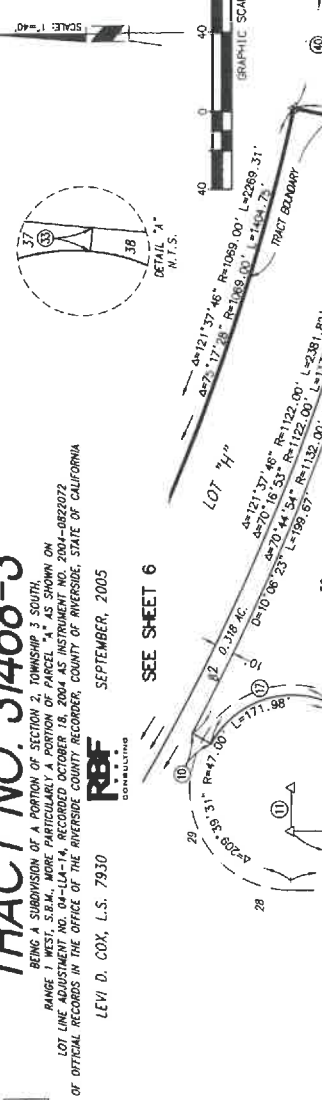 TRACT NO. 31466-3
BEING A SUBDIVISION OF A PORTION OF SECTION 2, TOWNSHIP 3 SOUTH,
RANGE 1 WEST, S.B.M., MORE PARTICULARLY A PORTION OF PARCEL "A" AS SHOWN ON
LOT LINE ADJUSTMENT NO. 04-LLA-14, RECORDED OCTOBER 18, 2004 AS INSTRUMENT NO. 2004-0822072
OF OFFICIAL RECORDS IN THE OFFICE OF THE RIVERSIDE COUNTY RECORDER, COUNTY OF RIVERSIDE, STATE OF CALIFORNIA
LEVI D. COX, L.S. 7930
RBF
CONSULTING
SEPTEMBER, 2005
SCALE: 1"=40'
37
33
38
DETAIL "A"
N.T.S.
40
0
40
GRAPHIC SCA
40
SEE SHEET 6
Δ=121°37'46" R=1069.00' L=2269.31'
Δ=75°17'28" R=1069.00' L=1404.75'
TRACT BOUNDARY
LOT "H"
Δ=121°37'46" R=1122.00' L=2381.82'
Δ=70°16'53" R=1122.00'
Δ=70°44'54" R=1132.00'
D=10°06'23" L=199.67'
82
0.318 AC.
10'
10
29
28
Δ=209°39'31" R=47.00' L=171.98'
17
11